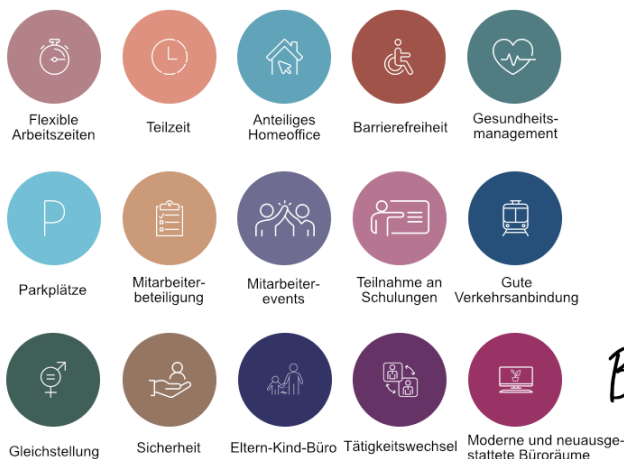 Flexible
Arbeitszeiten
Teilzeit
Anteiliges
Homeoffice
Barrierefreiheit
Gesundheits-
management
P
Parkplätze
Mitarbeiter-
beteiligung
Mitarbeiter-
events
Teilnahme an
Schulungen
Gute
Verkehrsanbindung
Gleichstellung
Sicherheit
Eltern-Kind-Büro
Tätigkeitswechsel
Moderne und neuausge-
stattete Büroräume